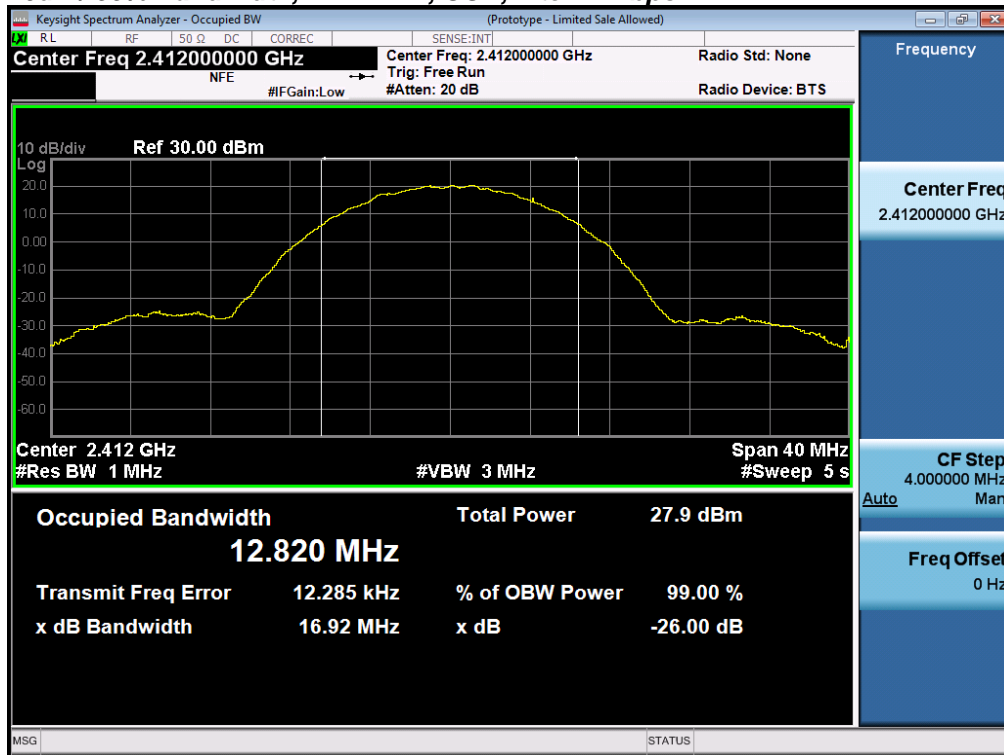 Keysight Spectrum Analyzer - Occupied BW
(Prototype - Limited Sale Allowed)
RL RF 50 Ω DC CORREC SENSE:INT
Center Freq 2.412000000 GHz
NFE
#IFGain:Low
Center Freq: 2.412000000 GHz
Trig: Free Run
#Atten: 20 dB
Radio Std: None
Radio Device: BTS
10 dB/div Ref 30.00 dBm
Log
20.0
10.0
0.00
-10.0
-20.0
-30.0
-40.0
-50.0
-60.0
Center 2.412 GHz Span 40 MHz
#Res BW 1 MHz #VBW 3 MHz #Sweep 5 s
Occupied Bandwidth Total Power 27.9 dBm
12.820 MHz
Transmit Freq Error 12.285 kHz % of OBW Power 99.00 %
x dB Bandwidth 16.92 MHz x dB -26.00 dB
Frequency
Center Freq
2.412000000 GHz
CF Step
4.000000 MHz
Auto Man
Freq Offset
0 Hz
MSG STATUS